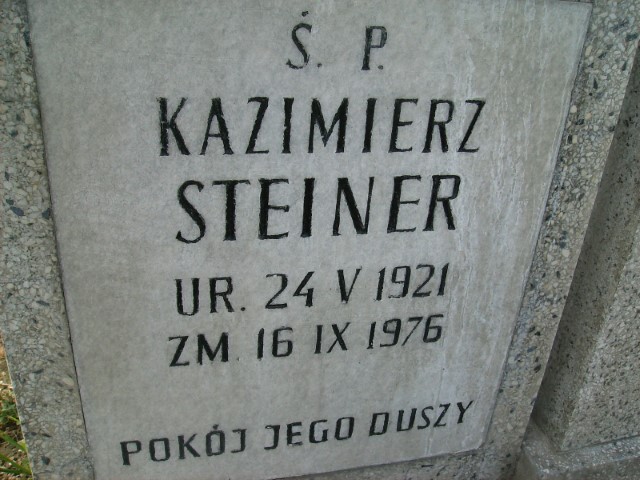 Ś. P.
KAZIMIERZ
STEINER
UR. 24 V 1921
ZM. 16 IX 1976
POKÓJ JEGO DUSZY